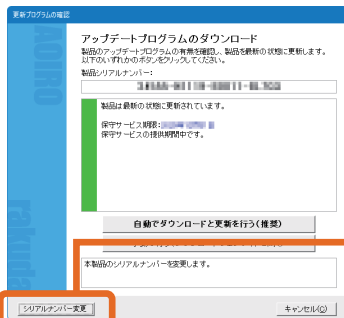 更新プログラムの確認
アップデートプログラムのダウンロード
製品のアップデートプログラムの有無を確認し、製品を最新の状態に更新します。
以下のいずれかのボタンをクリックしてください。
製品シリアルナンバー：
製品は最新の状態に更新されています。
保守サービス期限：
保守サービスの提供期間中です。
自動でダウンロードと更新を行う(推奨)
本製品のシリアルナンバーを変更します。
シリアルナンバー変更
キャンセル(Q)
AOIRO
rakuda